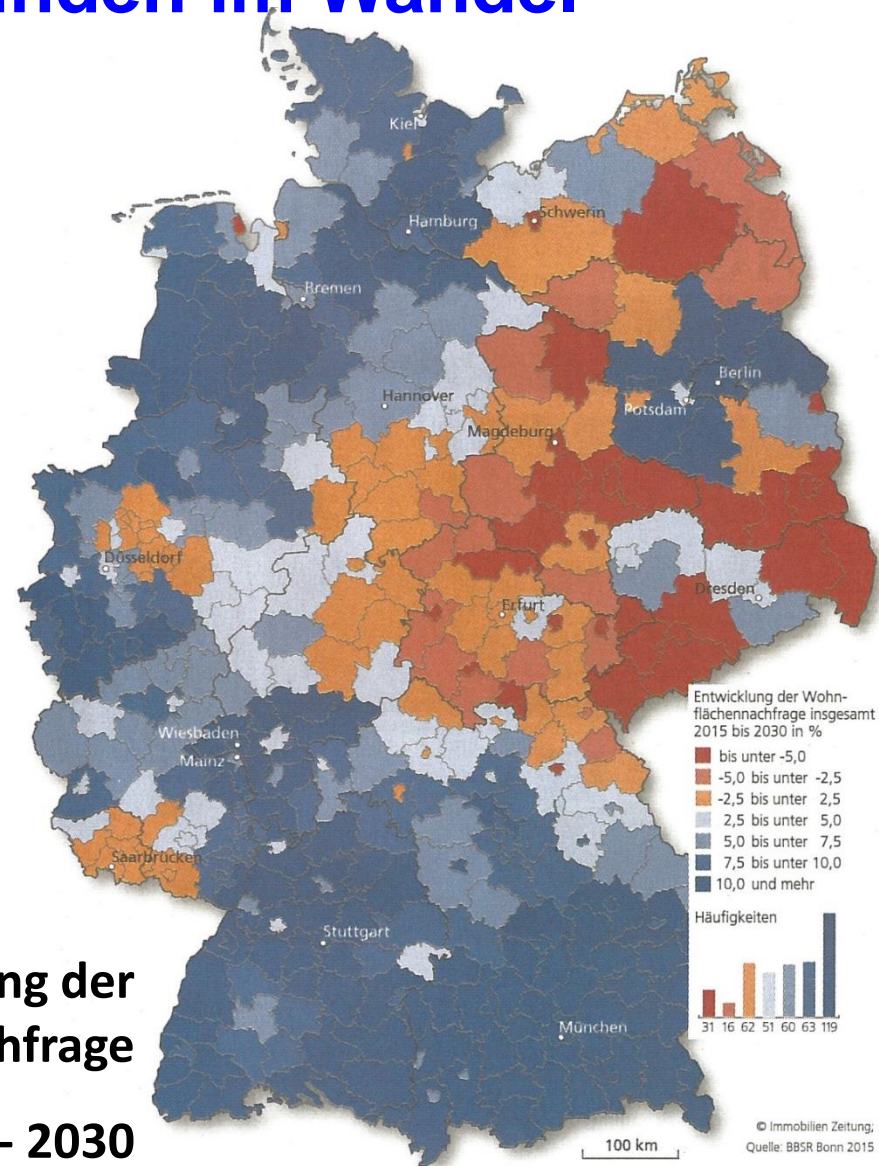 im Wandel
Kiel
Schwerin
Hamburg
Bremen
Berlin
Hannover
Potsdam
Magdeburg
Düsseldorf
Erfurt
Dresden
Wiesbaden
Mainz
Saarbrücken
Stuttgart
München
Entwicklung der Wohn-
flächennachfrage insgesamt
2015 bis 2030 in %
bis unter -5,0
-5,0 bis unter -2,5
-2,5 bis unter 2,5
2,5 bis unter 5,0
5,0 bis unter 7,5
7,5 bis unter 10,0
10,0 und mehr
Häufigkeiten
31 16 62 51 60 63 119
ng der
hfrage
- 2030
100 km
© Immobilien Zeitung;
Quelle: BBSR Bonn 2015